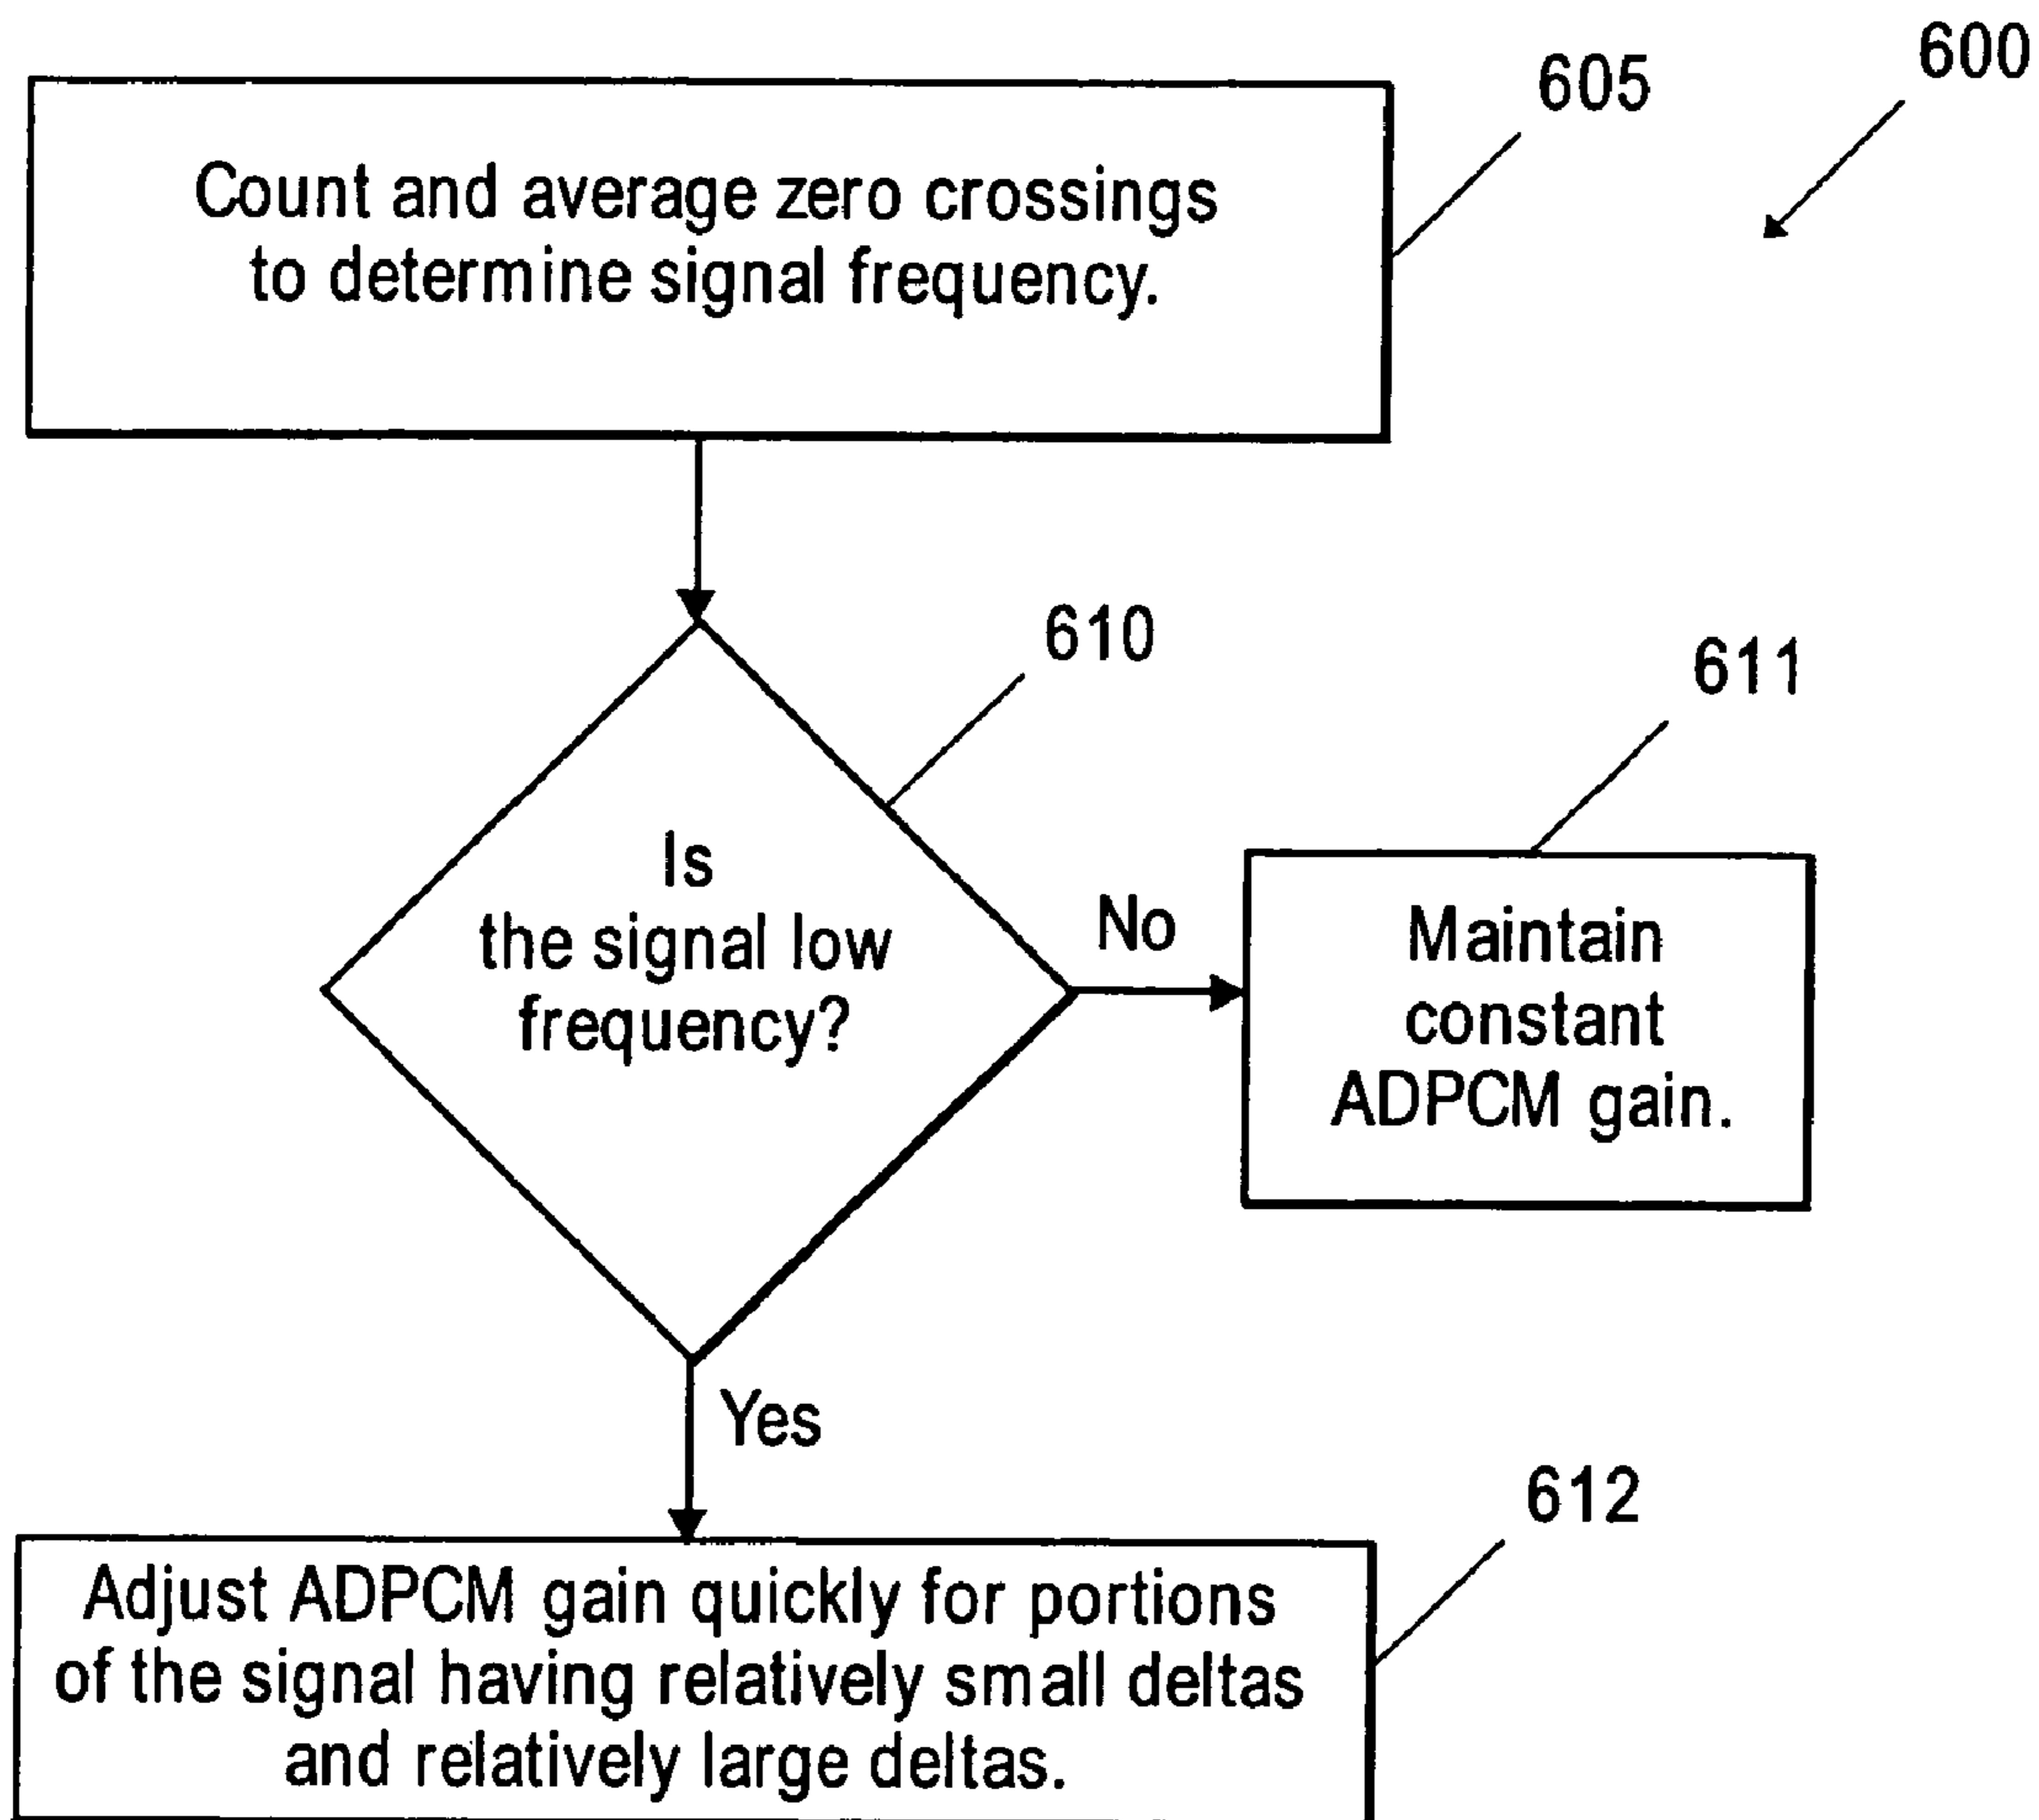 600
605
Count and average zero crossings
to determine signal frequency.
610
Is
the signal low
frequency?
No
611
Maintain
constant
ADPCM gain.
Yes
612
Adjust ADPCM gain quickly for portions
of the signal having relatively small deltas
and relatively large deltas.